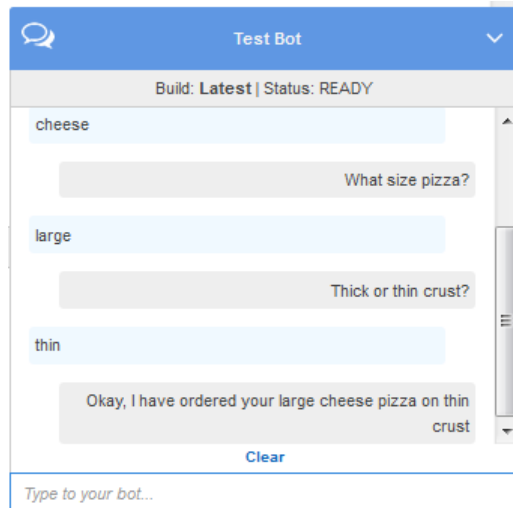 Test Bot
Build: Latest | Status: READY
cheese
What size pizza?
large
Thick or thin crust?
thin
Okay, I have ordered your large cheese pizza on thin
crust
Clear
Type to your bot...